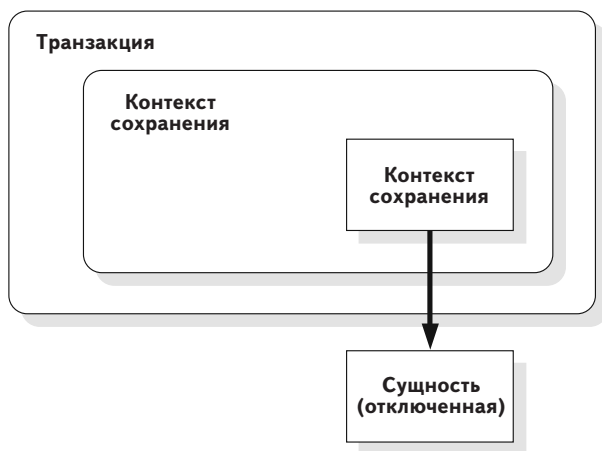 Транзакция
Контекст
сохранения
Контекст
сохранения
Сущность
(отключенная)